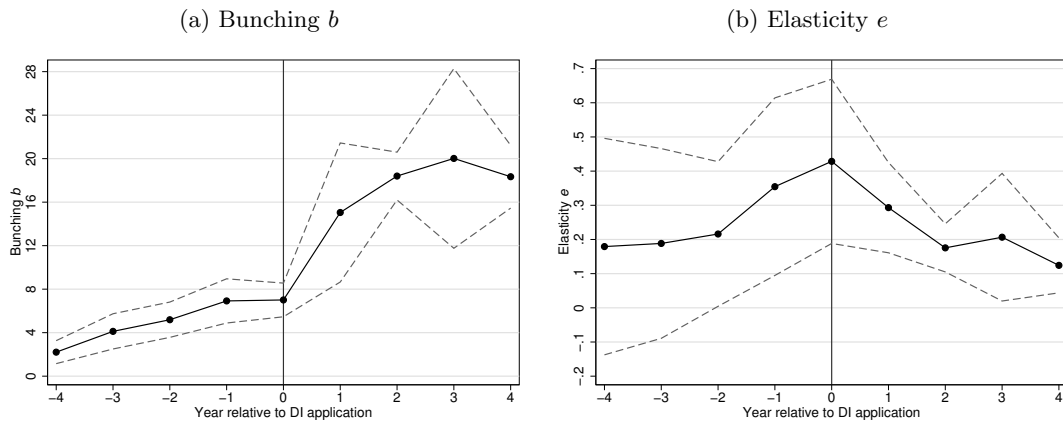 (a) Bunching b
(b) Elasticity e
28
24
20
16
12
8
4
0
Bunching b
−4 −3 −2 −1 0 1 2 3 4
Year relative to DI application
.7
.6
.5
.4
.3
.2
.1
0
−.1
−.2
Elasticity e
−4 −3 −2 −1 0 1 2 3 4
Year relative to DI application